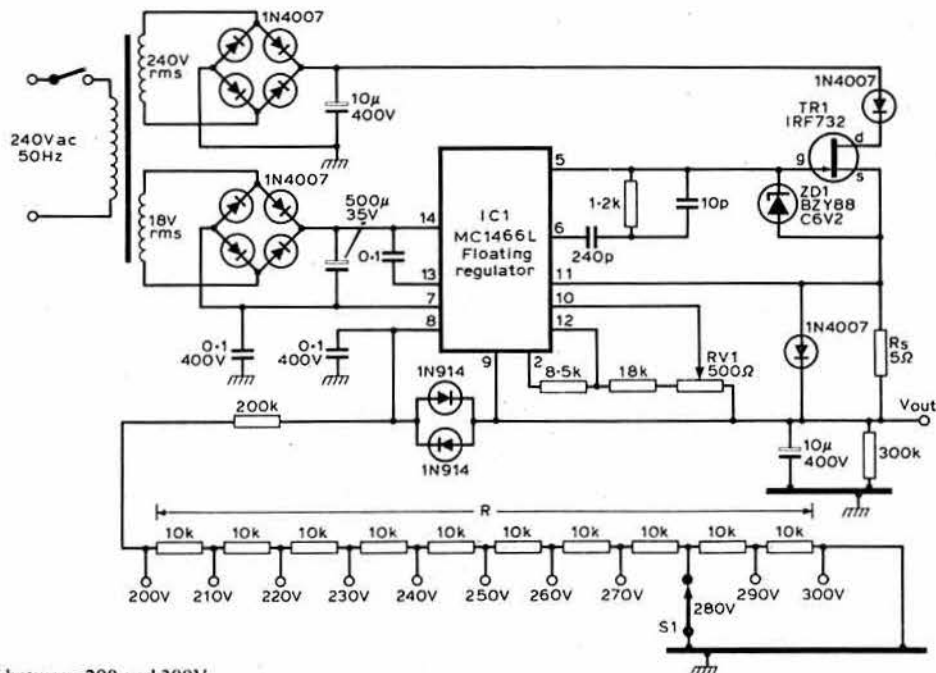 1N4007
240V
rms
10μ
400V
240Vac
50Hz
1N4007
TR1
IRF732
d
g
s
1N4007
18V
rms
500μ
35V
0·1
14
13
7
8
IC1
MC1466L
Floating
regulator
9
2
5
6
11
10
12
1·2k
10p
240p
ZD1
BZY88
C6V2
1N4007
Rs
5Ω
0·1
400V
0·1
400V
8·5k
18k
RV1
500Ω
Vout
1N914
1N914
200k
10μ
400V
300k
R
10k 10k 10k 10k 10k 10k 10k 10k 10k 10k
200V 210V 220V 230V 240V 250V 260V 270V 280V 290V 300V
S1